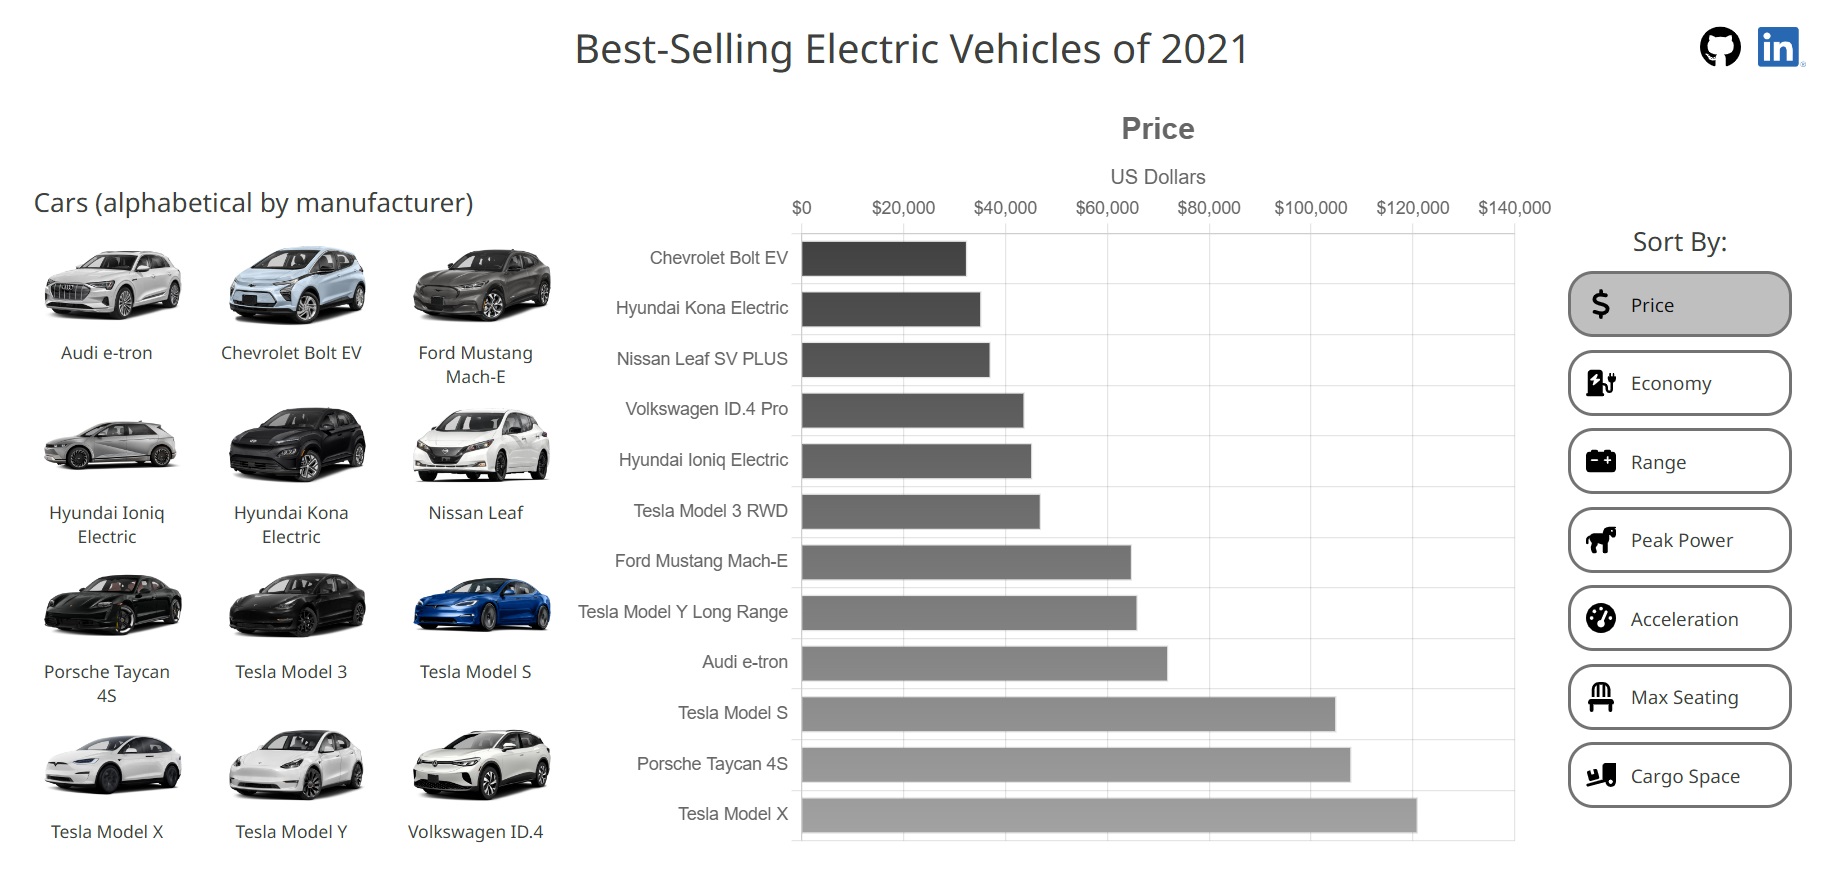 Best-Selling Electric Vehicles of 2021
in
Cars (alphabetical by manufacturer)
Audi e-tron
Chevrolet Bolt EV
Ford Mustang
Mach-E
Hyundai Ioniq
Electric
Hyundai Kona
Electric
Nissan Leaf
Porsche Taycan
4S
Tesla Model 3
Tesla Model S
Tesla Model X
Tesla Model Y
Volkswagen ID.4
Price
US Dollars
$0 $20,000 $40,000 $60,000 $80,000 $100,000 $120,000 $140,000
Chevrolet Bolt EV
Hyundai Kona Electric
Nissan Leaf SV PLUS
Volkswagen ID.4 Pro
Hyundai Ioniq Electric
Tesla Model 3 RWD
Ford Mustang Mach-E
Tesla Model Y Long Range
Audi e-tron
Tesla Model S
Porsche Taycan 4S
Tesla Model X
Sort By:
$ Price
Economy
Range
Peak Power
Acceleration
Max Seating
Cargo Space